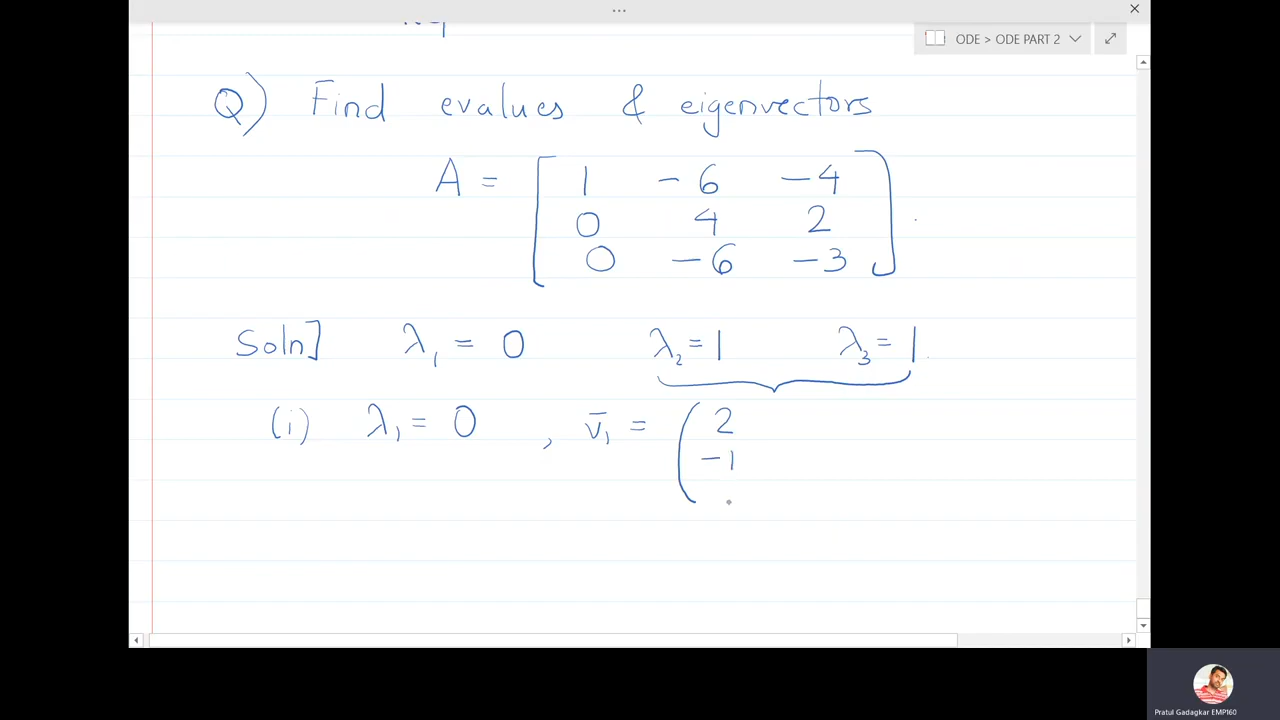 ODE > ODE PART 2
Q) Find evalues & eigenvectors
A = [ 1 -6 -4
0 4 2
0 -6 -3 ]
Soln] λ₁ = 0 λ₂ = 1 λ₃ = 1
(i) λ₁ = 0 , v̄₁ = ( 2
-1
Pratul Gadagkar EMP160